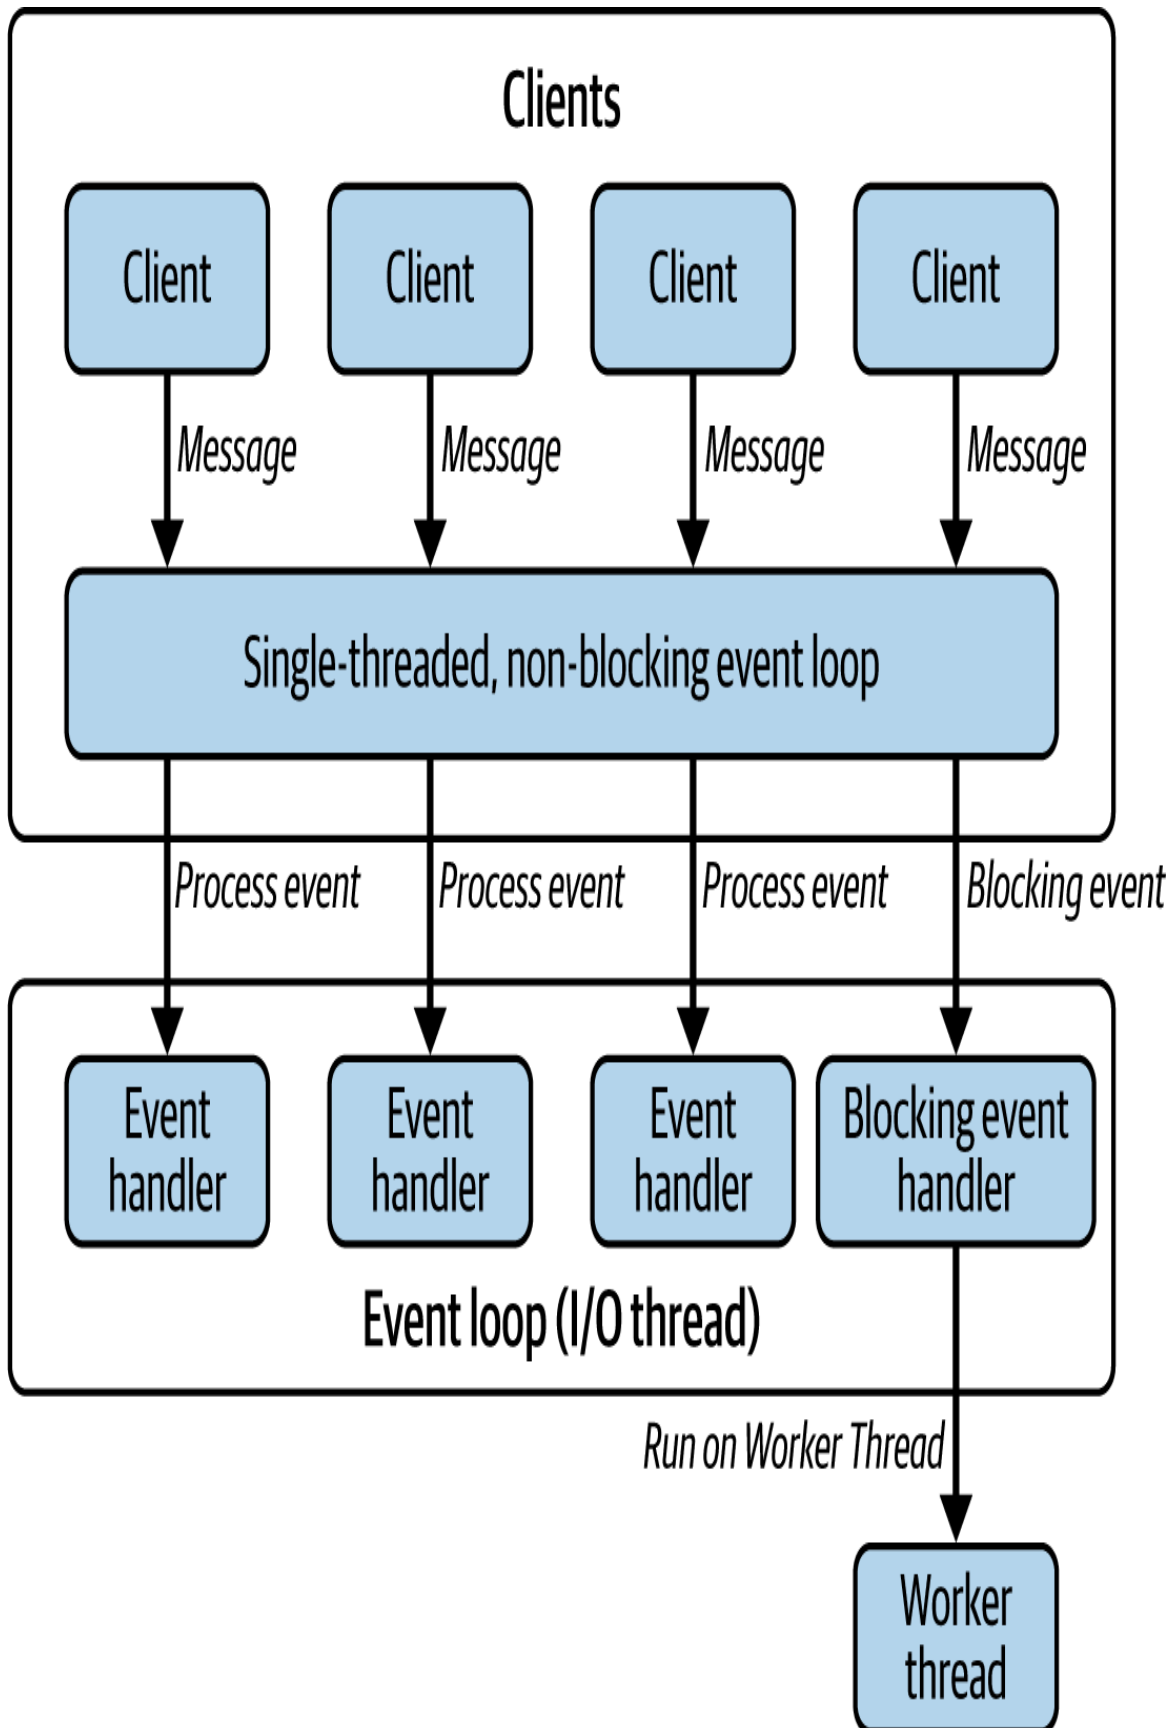 Clients
Client
Client
Client
Client
Message
Message
Message
Message
Single-threaded, non-blocking event loop
Process event
Process event
Process event
Blocking event
Event
handler
Event
handler
Event
handler
Blocking event
handler
Event loop (I/O thread)
Run on Worker Thread
Worker
thread